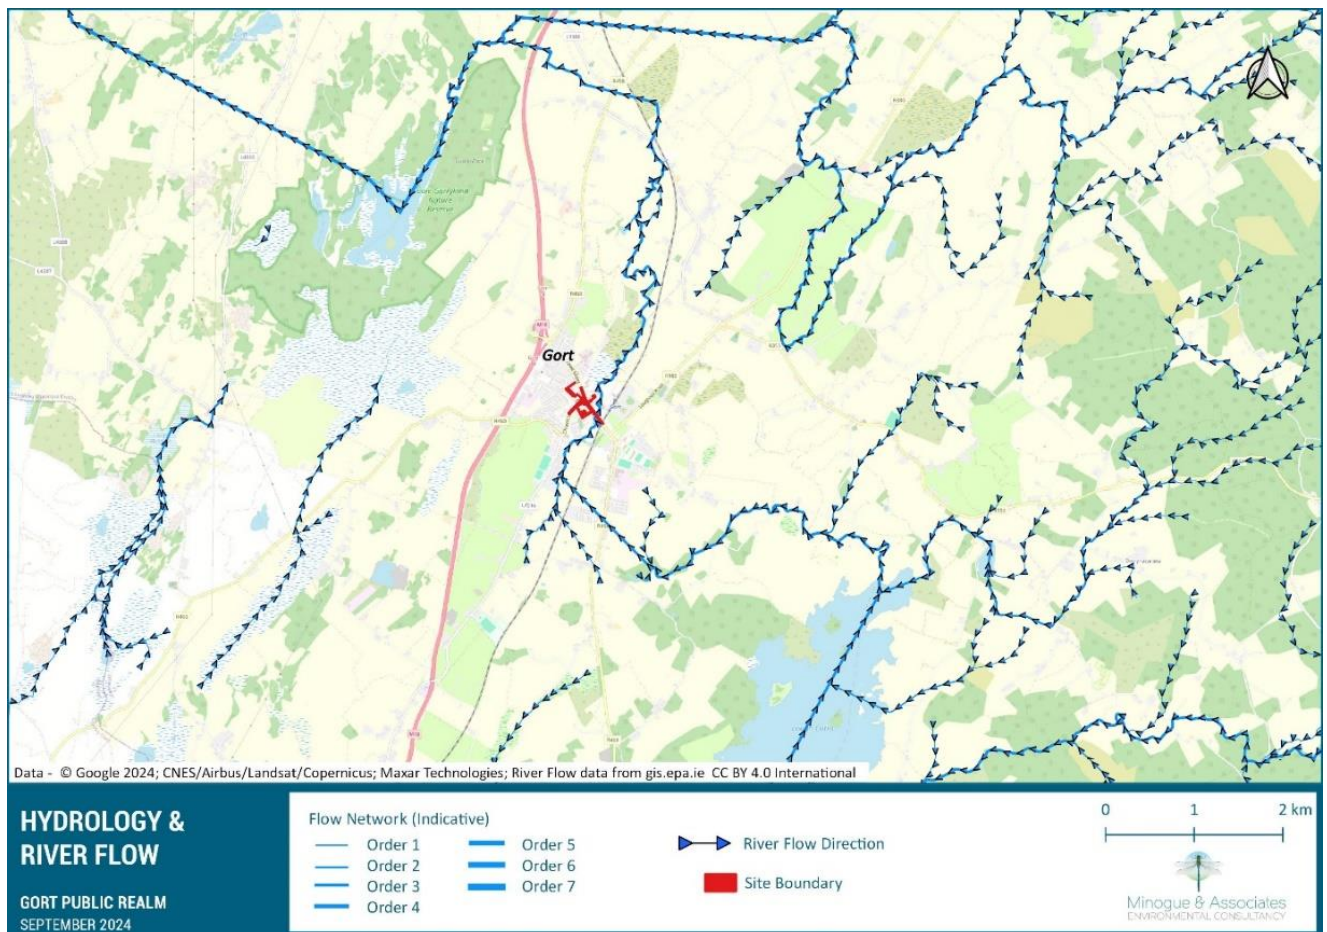 N
Gort
Data - © Google 2024; CNES/Airbus/Landsat/Copernicus; Maxar Technologies; River Flow data from gis.epa.ie CC BY 4.0 International
HYDROLOGY &
RIVER FLOW
GORT PUBLIC REALM
SEPTEMBER 2024
Flow Network (Indicative)
Order 1
Order 2
Order 3
Order 4
Order 5
Order 6
Order 7
River Flow Direction
Site Boundary
0 1 2 km
Minogue & Associates
ENVIRONMENTAL CONSULTANCY